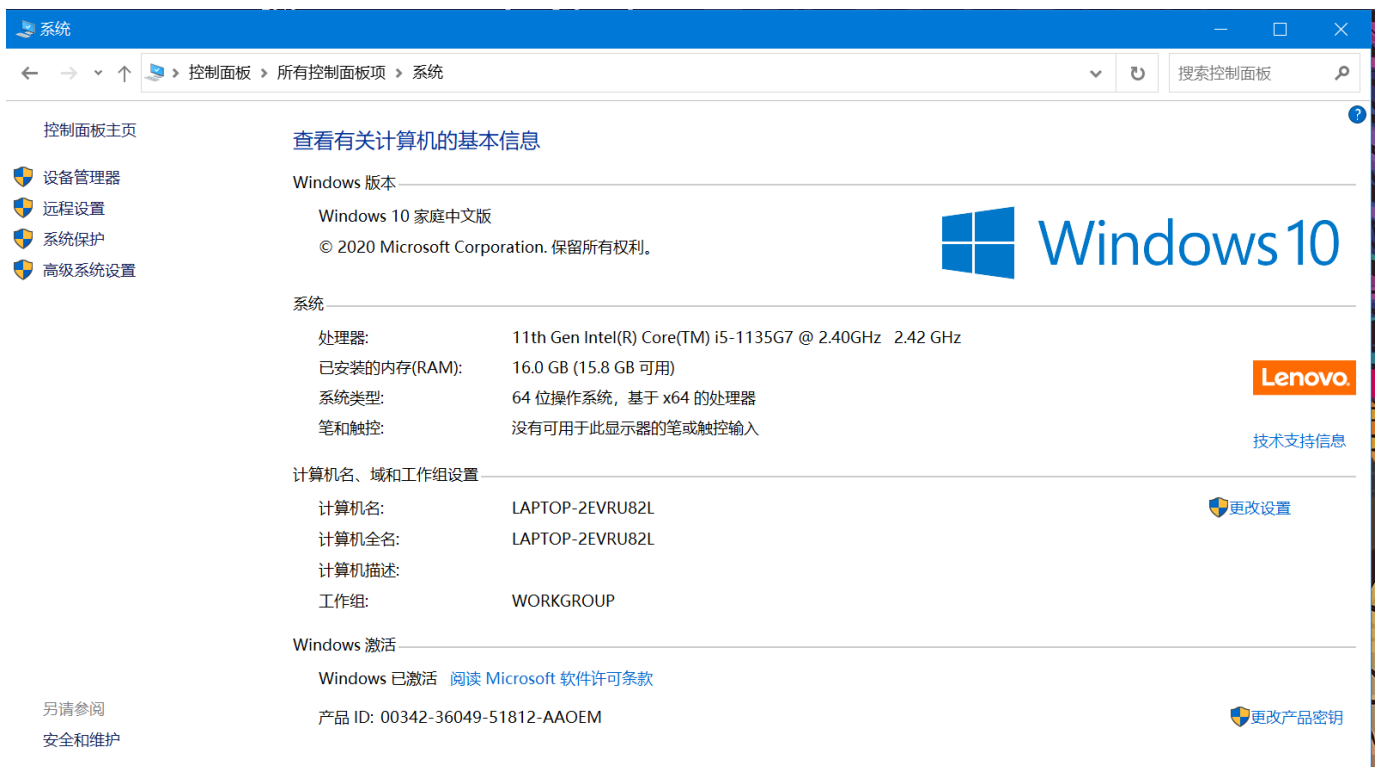 系统
控制面板 所有控制面板项 系统 搜索控制面板
控制面板主页
设备管理器
远程设置
系统保护
高级系统设置
查看有关计算机的基本信息
Windows 版本
Windows 10 家庭中文版
© 2020 Microsoft Corporation. 保留所有权利。
Windows 10
系统
处理器: 11th Gen Intel(R) Core(TM) i5-1135G7 @ 2.40GHz 2.42 GHz
已安装的内存(RAM): 16.0 GB (15.8 GB 可用)
系统类型: 64 位操作系统，基于 x64 的处理器
笔和触控: 没有可用于此显示器的笔或触控输入
Lenovo.
技术支持信息
计算机名、域和工作组设置
计算机名: LAPTOP-2EVRU82L 更改设置
计算机全名: LAPTOP-2EVRU82L
计算机描述:
工作组: WORKGROUP
Windows 激活
Windows 已激活 阅读 Microsoft 软件许可条款
产品 ID: 00342-36049-51812-AAOEM 更改产品密钥
另请参阅
安全和维护